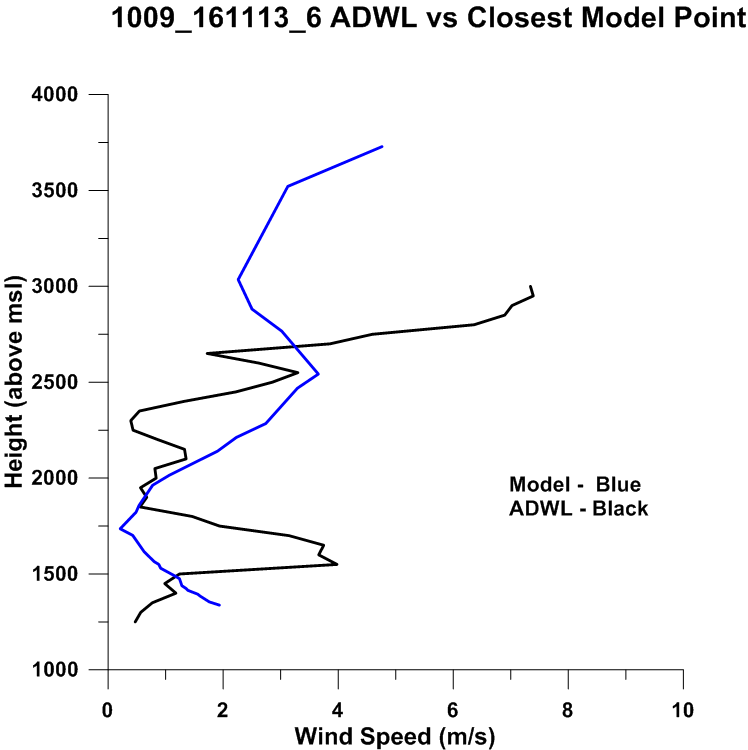 1009_161113_6 ADWL vs Closest Model Point
4000
3500
3000
2500
2000
1500
1000
Height (above msl)
Model -  Blue
ADWL - Black
0 2 4 6 8 10
Wind Speed (m/s)